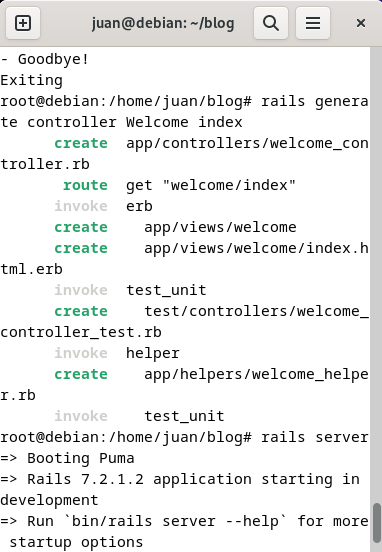 juan@debian: ~/blog
- Goodbye!
Exiting
root@debian:/home/juan/blog# rails genera
te controller Welcome index
      create  app/controllers/welcome_con
troller.rb
       route  get "welcome/index"
      invoke  erb
      create    app/views/welcome
      create    app/views/welcome/index.h
tml.erb
      invoke  test_unit
      create    test/controllers/welcome_
controller_test.rb
      invoke  helper
      create    app/helpers/welcome_helpe
r.rb
      invoke    test_unit
root@debian:/home/juan/blog# rails server
=> Booting Puma
=> Rails 7.2.1.2 application starting in 
development
=> Run `bin/rails server --help` for more
 startup options